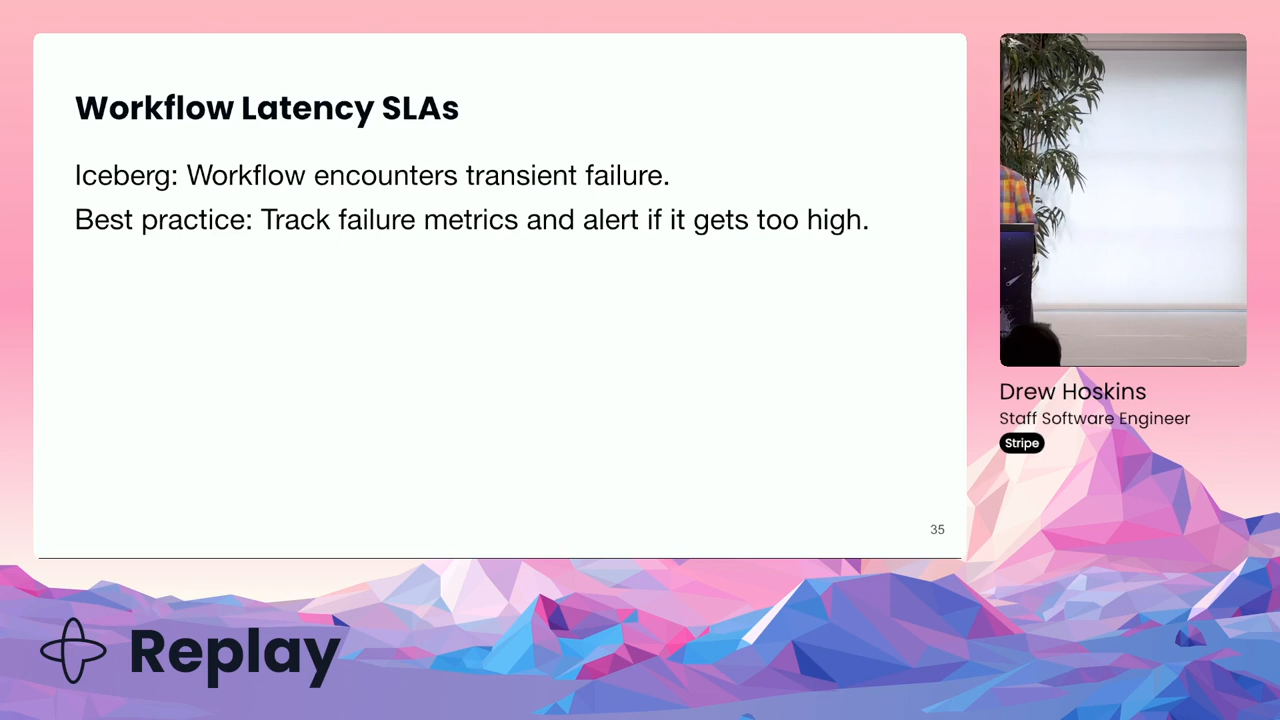 Workflow Latency SLAs
Iceberg: Workflow encounters transient failure.
Best practice: Track failure metrics and alert if it gets too high.
35
Drew Hoskins
Staff Software Engineer
Stripe
Replay